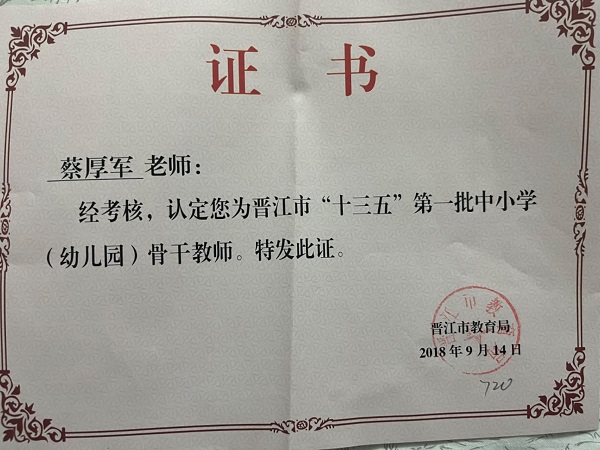 证书
蔡厚军 老师：
经考核，认定您为晋江市“十三五”第一批中小学
（幼儿园）骨干教师。特发此证。
晋江市教育局
2018年9月14日
720